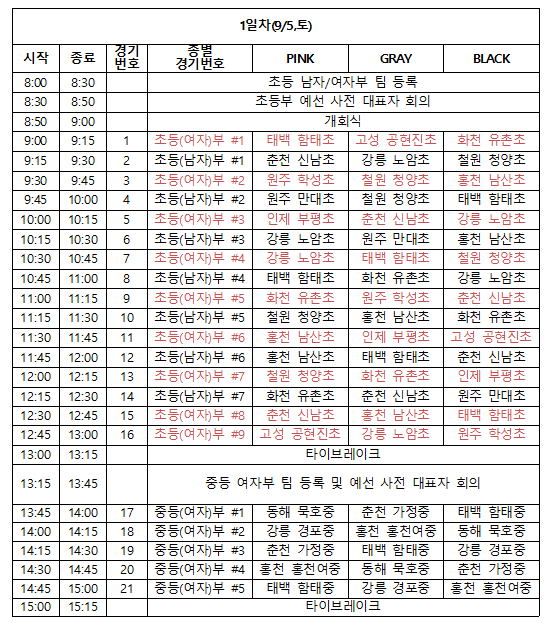 1일차(9/5,토)
시작 종료 경기번호 종별 경기번호 PINK GRAY BLACK
8:00 8:30 초등 남자/여자부 팀 등록
8:30 8:50 초등부 예선 사전 대표자 회의
8:50 9:00 개회식
9:00 9:15 1 초등(여자)부 #1 태백 함태초 고성 공현진초 화천 유촌초
9:15 9:30 2 초등(남자)부 #1 춘천 신남초 강릉 노암초 철원 청양초
9:30 9:45 3 초등(여자)부 #2 원주 학성초 철원 청양초 홍천 남산초
9:45 10:00 4 초등(남자)부 #2 원주 만대초 철원 청양초 태백 함태초
10:00 10:15 5 초등(여자)부 #3 인제 부평초 춘천 신남초 강릉 노암초
10:15 10:30 6 초등(남자)부 #3 강릉 노암초 원주 만대초 홍천 남산초
10:30 10:45 7 초등(여자)부 #4 강릉 노암초 태백 함태초 철원 청양초
10:45 11:00 8 초등(남자)부 #4 태백 함태초 화천 유촌초 강릉 노암초
11:00 11:15 9 초등(여자)부 #5 화천 유촌초 원주 학성초 춘천 신남초
11:15 11:30 10 초등(남자)부 #5 철원 청양초 홍천 남산초 화천 유촌초
11:30 11:45 11 초등(여자)부 #6 홍천 남산초 인제 부평초 고성 공현진초
11:45 12:00 12 초등(남자)부 #6 홍천 남산초 태백 함태초 춘천 신남초
12:00 12:15 13 초등(여자)부 #7 철원 청양초 화천 유촌초 인제 부평초
12:15 12:30 14 초등(남자)부 #7 화천 유촌초 춘천 신남초 원주 만대초
12:30 12:45 15 초등(여자)부 #8 춘천 신남초 홍천 남산초 태백 함태초
12:45 13:00 16 초등(여자)부 #9 고성 공현진초 강릉 노암초 원주 학성초
13:00 13:15 타이브레이크
13:15 13:45 중등 여자부 팀 등록 및 예선 사전 대표자 회의
13:45 14:00 17 중등(여자)부 #1 동해 묵호중 춘천 가정중 태백 함태중
14:00 14:15 18 중등(여자)부 #2 강릉 경포중 홍천 홍천여중 동해 묵호중
14:15 14:30 19 중등(여자)부 #3 춘천 가정중 태백 함태중 강릉 경포중
14:30 14:45 20 중등(여자)부 #4 홍천 홍천여중 동해 묵호중 춘천 가정중
14:45 15:00 21 중등(여자)부 #5 태백 함태중 강릉 경포중 홍천 홍천여중
15:00 15:15 타이브레이크